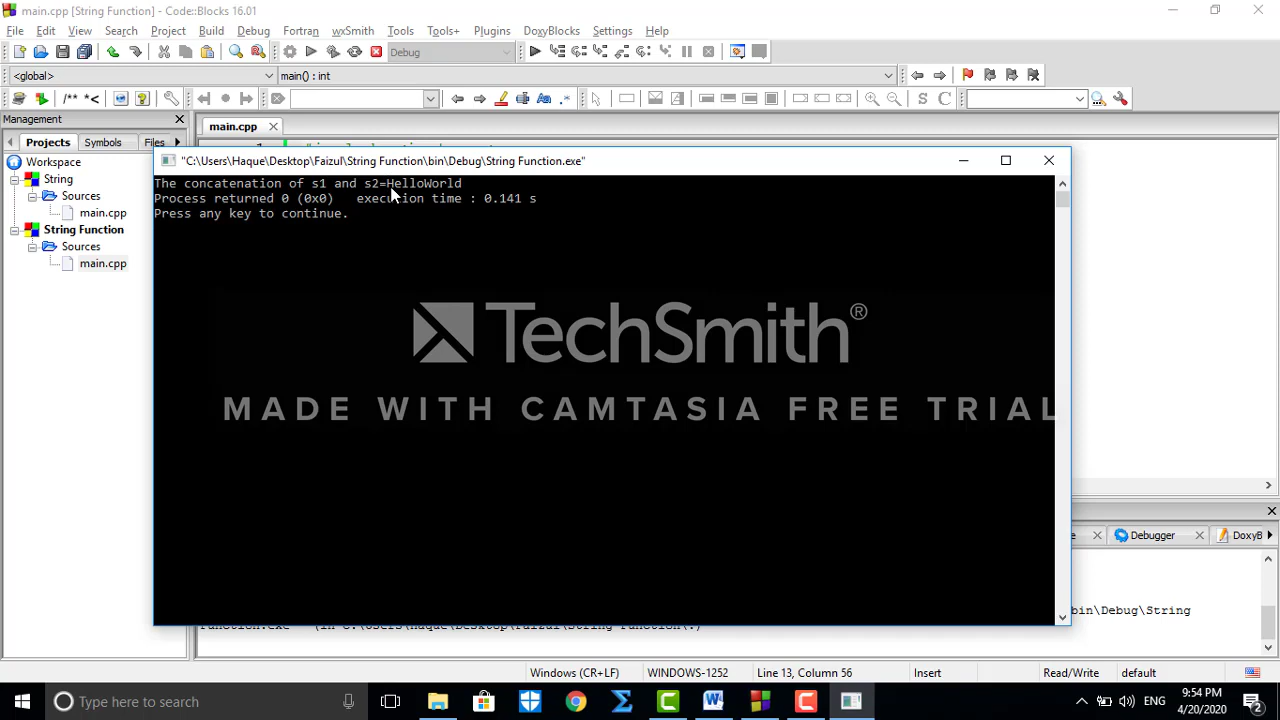 main.cpp [String Function] - Code::Blocks 16.01
File Edit View Search Project Build Debug Fortran wxSmith Tools Tools+ Plugins DoxyBlocks Settings Help
Debug
<global> main() : int
/** *<
S C
Management
main.cpp
Projects Symbols Files
Workspace
String
Sources
main.cpp
String Function
Sources
main.cpp
1
"C:\Users\Haque\Desktop\Faizul\String Function\bin\Debug\String Function.exe"
The concatenation of s1 and s2=HelloWorld
Process returned 0 (0x0) execution time : 0.141 s
Press any key to continue.
TechSmith®
MADE WITH CAMTASIA FREE TRIAL
Debugger DoxyB
bin\Debug\String
Windows (CR+LF) WINDOWS-1252 Line 13, Column 56 Insert Read/Write default
Type here to search
ENG
9:54 PM
4/20/2020
2